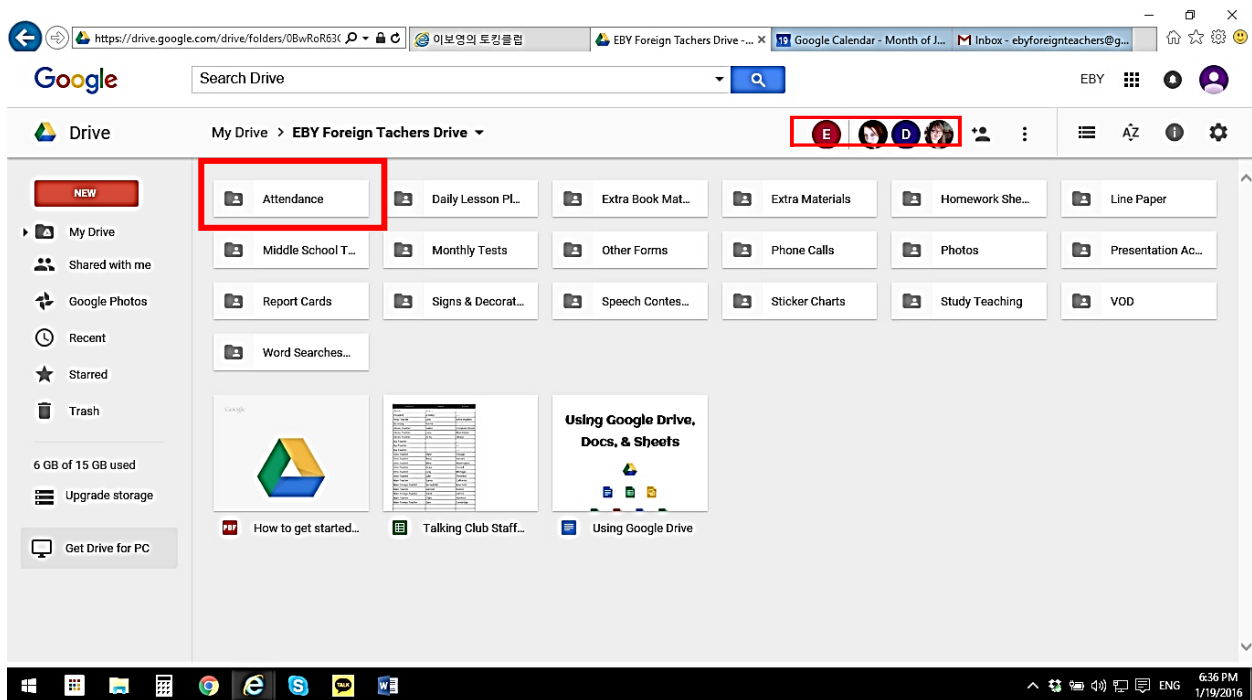 https://drive.google.com/drive/folders/0BwRoR63(
이보영의 토킹클럽
EBY Foreign Tachers Drive -...
19 Google Calendar - Month of J...
Inbox - ebyforeignteachers@g...
Google
Search Drive
EBY
Drive
My Drive > EBY Foreign Tachers Drive
E
D
NEW
My Drive
Shared with me
Google Photos
Recent
Starred
Trash
6 GB of 15 GB used
Upgrade storage
Get Drive for PC
Attendance
Daily Lesson Pl...
Extra Book Mat...
Extra Materials
Homework She...
Line Paper
Middle School T...
Monthly Tests
Other Forms
Phone Calls
Photos
Presentation Ac...
Report Cards
Signs & Decorat...
Speech Contes...
Sticker Charts
Study Teaching
VOD
Word Searches...
Google
Using Google Drive,
Docs, & Sheets
PDF
How to get started...
Talking Club Staff...
Using Google Drive
TALK
ENG
6:36 PM
1/19/2016